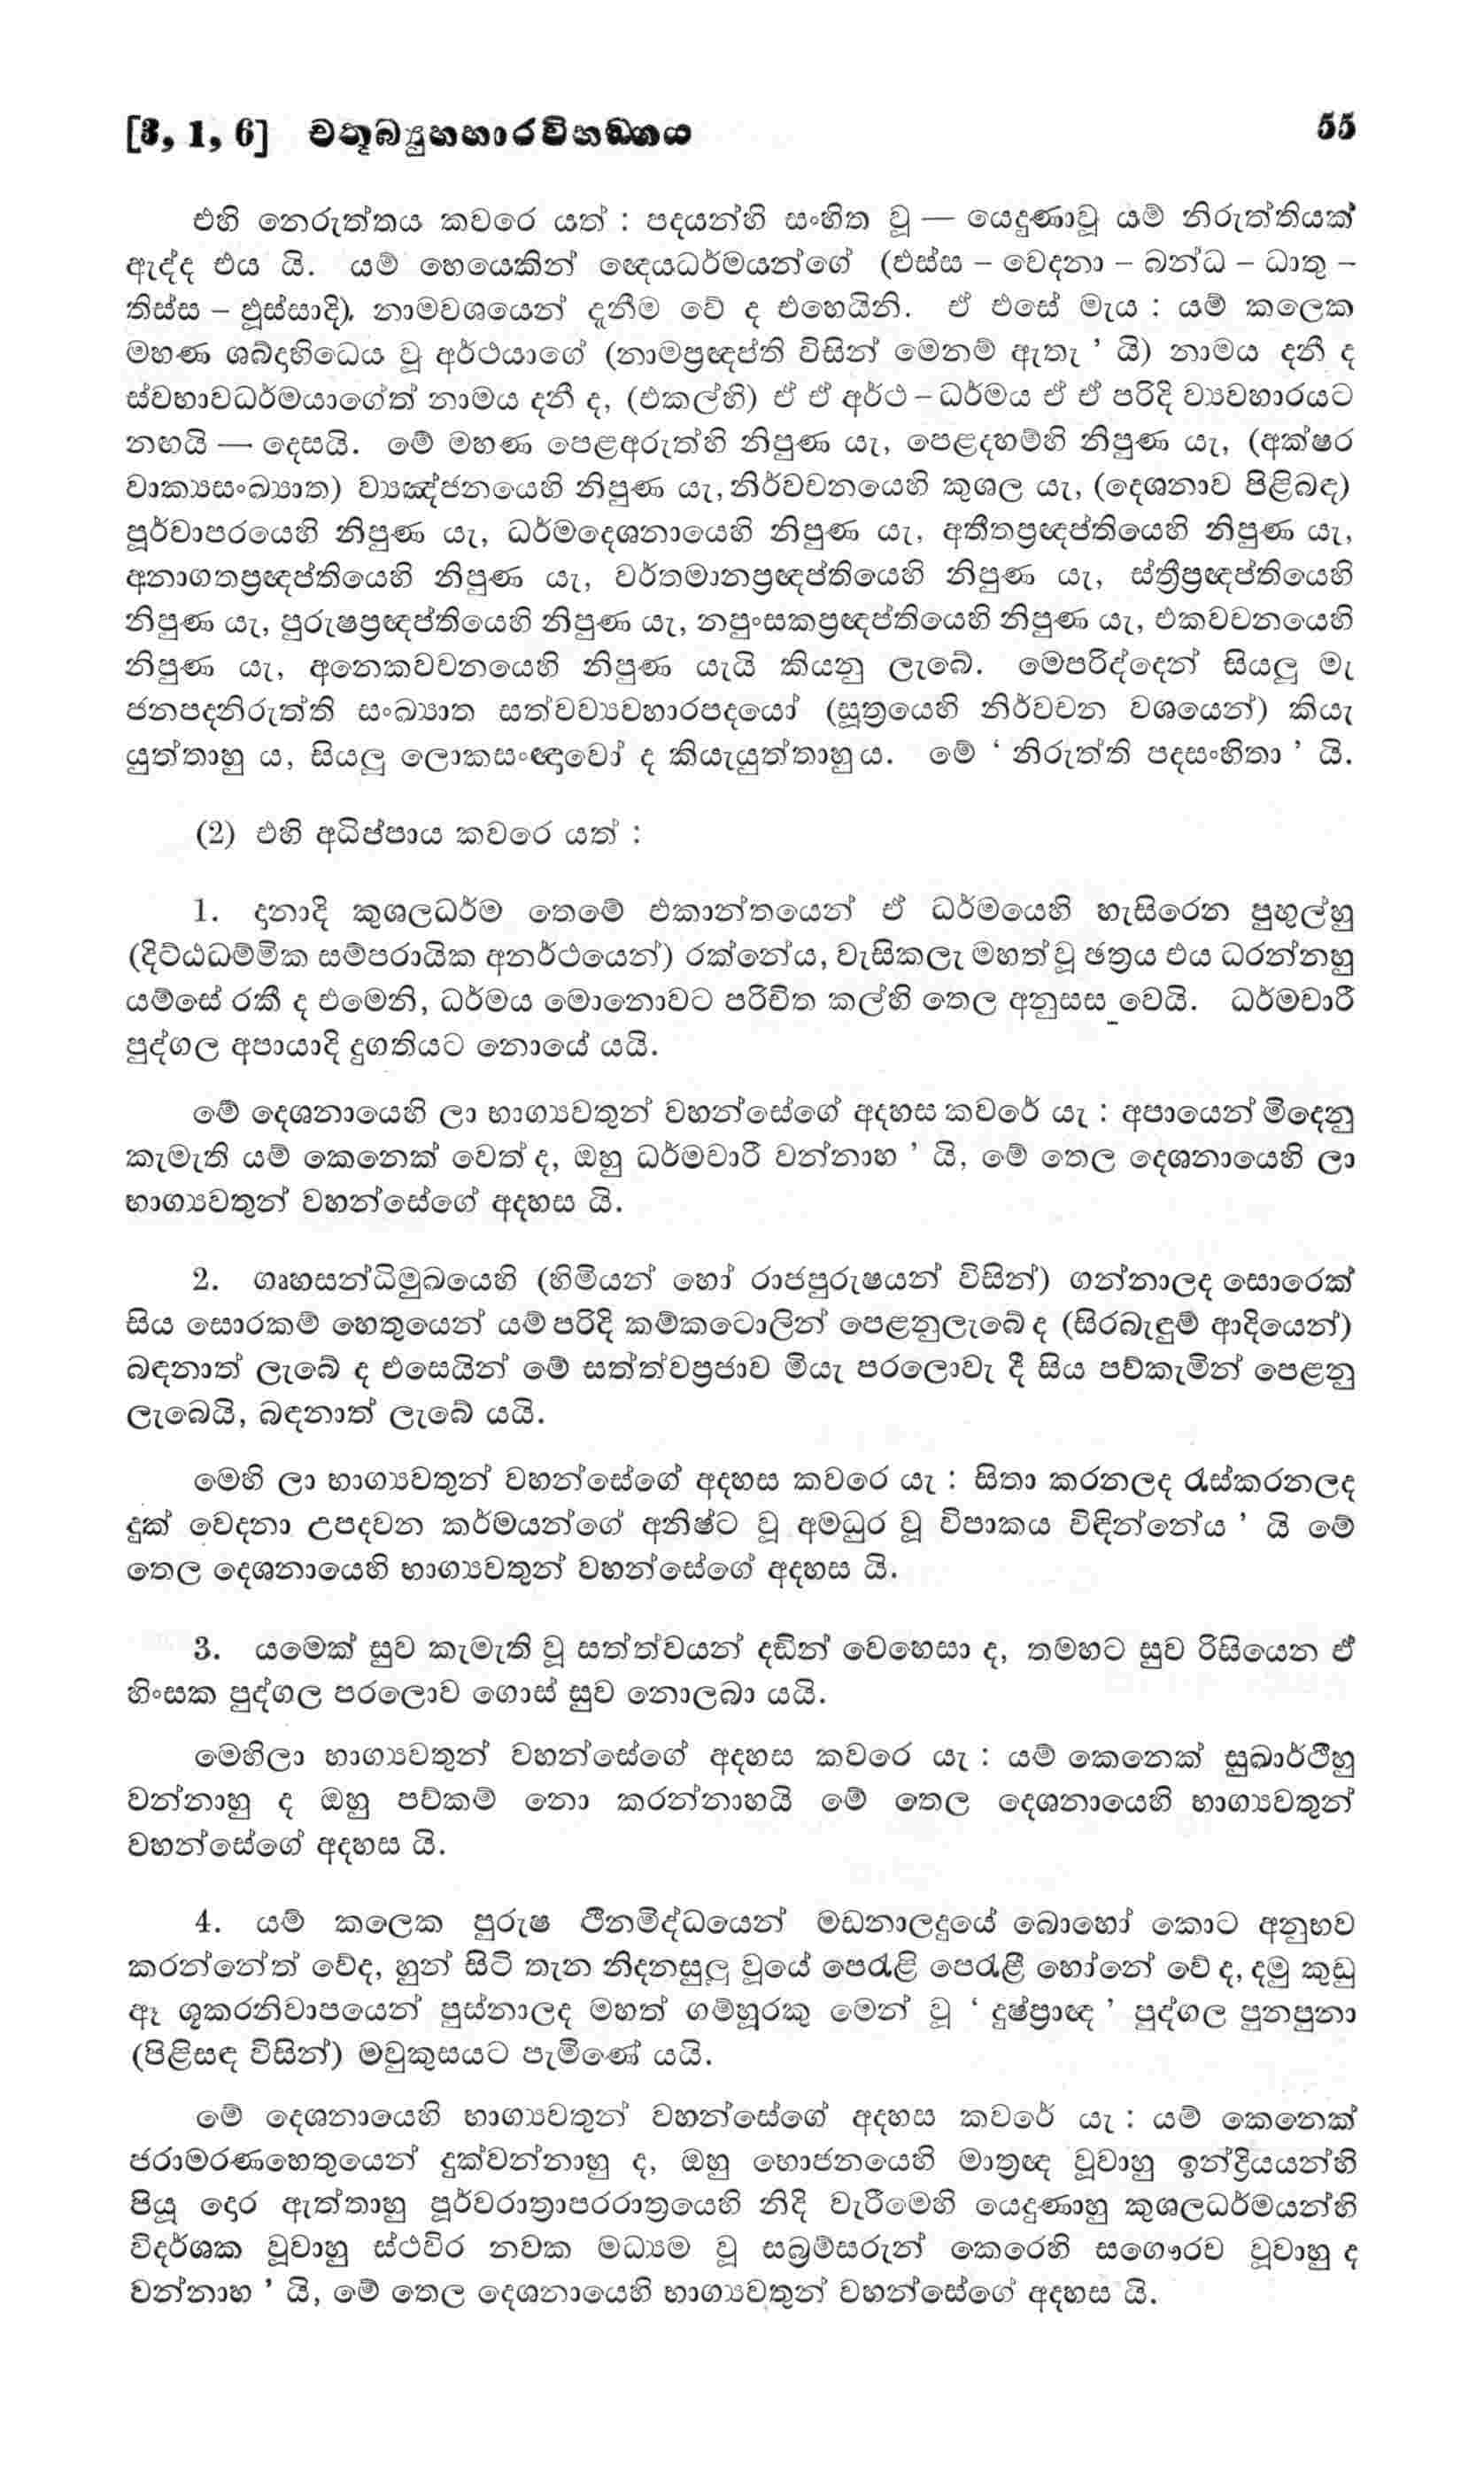 [3, 1, 6] චතුබ්‍යුහහාරවිභඞ්ගය 55
එහි නෙරුත්තය කවරෙ යත් : පදයන්හි සංහිත වූ — යෙදුණාවූ යම් නිරුත්තියක්
ඇද්ද එය යි. යම් හෙයෙකින් ඥෙයධර්මයන්ගේ (ඵස්ස – වෙදනා – ඛන්ධ – ධාතු –
තිස්ස – ඵුස්සාදි) නාමවශයෙන් දැනීම වේ ද එහෙයිනි. ඒ එසේ මැය : යම් කලෙක
මහණ ශබ්දාභිධෙය වූ අර්ථයාගේ (නාමප්‍රඥප්ති විසින් මෙනම් ඇතැ ’ යි) නාමය දනී ද
ස්වභාවධර්මයාගේත් නාමය දනී ද, (එකල්හි) ඒ ඒ අර්ථ – ධර්මය ඒ ඒ පරිදි ව්‍යවහාරයට
නඟයි — දෙසයි. මේ මහණ පෙළඅරුත්හි නිපුණ යැ, පෙළදහම්හි නිපුණ යැ, (අක්ෂර
වාක්‍යසංඛ්‍යාත) ව්‍යඤ්ජනයෙහි නිපුණ යැ, නිර්වචනයෙහි කුශල යැ, (දෙශනාව පිළිබඳ)
පූර්වාපරයෙහි නිපුණ යැ, ධර්මදෙශනායෙහි නිපුණ යැ, අතීතප්‍රඥප්තියෙහි නිපුණ යැ,
අනාගතප්‍රඥප්තියෙහි නිපුණ යැ, වර්තමානප්‍රඥප්තියෙහි නිපුණ යැ, ස්ත්‍රීප්‍රඥප්තියෙහි
නිපුණ යැ, පුරුෂප්‍රඥප්තියෙහි නිපුණ යැ, නපුංසකප්‍රඥප්තියෙහි නිපුණ යැ, එකවචනයෙහි
නිපුණ යැ, අනෙකවචනයෙහි නිපුණ යැයි කියනු ලැබේ. මෙපරිද්දෙන් සියලු මැ
ජනපදනිරුත්ති සංඛ්‍යාත සත්වව්‍යවහාරපදයෝ (සූත්‍රයෙහි නිර්වචන වශයෙන්) කියැ
යුත්තාහු ය, සියලු ලොකසංඥාවෝ ද කියැයුත්තාහු ය. මේ ‘ නිරුත්ති පදසංහිතා ’ යි.
(2) එහි අධිප්පාය කවරෙ යත් :
1. දානාදි කුශලධර්ම තෙමේ එකාන්තයෙන් ඒ ධර්මයෙහි හැසිරෙන පුඟුල්හු
(දිට්ඨධම්මික සම්පරායික අනර්ථයෙන්) රක්නේය, වැසිකලැ මහත් වූ ඡත්‍රය එය ධරන්නහු
යම්සේ රකී ද එමෙනි, ධර්මය මොනොවට පරිචිත කල්හි තෙල අනුසස වෙයි. ධර්මචාරී
පුද්ගල අපායාදි දුගතියට නොයේ යයි.
මේ දෙශනායෙහි ලා භාග්‍යවතුන් වහන්සේගේ අදහස කවරේ යැ : අපායෙන් මිදෙනු
කැමැති යම් කෙනෙක් වෙත් ද, ඔහු ධර්මචාරී වන්නාහ ’ යි, මේ තෙල දෙශනායෙහි ලා
භාග්‍යවතුන් වහන්සේගේ අදහස යි.
2. ගෘහසන්ධිමුඛයෙහි (හිමියන් හෝ රාජපුරුෂයන් විසින්) ගන්නාලද සොරෙක්
සිය සොරකම් හෙතුයෙන් යම් පරිදි කම්කටොලින් පෙළනුලැබේ ද (සිරබැඳුම් ආදියෙන්)
බඳනාත් ලැබේ ද එසෙයින් මේ සත්ත්වප්‍රජාව මියැ පරලොවැ දී සිය පව්කැමින් පෙළනු
ලැබෙයි, බඳනාත් ලැබේ යයි.
මෙහි ලා භාග්‍යවතුන් වහන්සේගේ අදහස කවරෙ යැ : සිතා කරනලද රැස්කරනලද
දුක් වෙදනා උපදවන කර්මයන්ගේ අනිෂ්ට වූ අමධුර වූ විපාකය විඳින්නේය ’ යි මේ
තෙල දෙශනායෙහි භාග්‍යවතුන් වහන්සේගේ අදහස යි.
3. යමෙක් සුව කැමැති වූ සත්ත්වයන් දඬින් වෙහෙසා ද, තමහට සුව රිසියෙන ඒ
හිංසක පුද්ගල පරලොව ගොස් සුව නොලබා යයි.
මෙහිලා භාග්‍යවතුන් වහන්සේගේ අදහස කවරෙ යැ : යම් කෙනෙක් සුඛාර්ථීහු
වන්නාහු ද ඔහු පව්කම් නො කරන්නාහයි මේ තෙල දෙශනායෙහි භාග්‍යවතුන්
වහන්සේගේ අදහස යි.
4. යම් කලෙක පුරුෂ ථීනමිද්ධයෙන් මඩනාලදුයේ බොහෝ කොට අනුභව
කරන්නේත් වේද, හුන් සිටි තැන නිදනසුලු වූයේ පෙරැළි පෙරැළී හෝනේ වේ ද, දමු කුඩු
ඈ ශූකරනිවාපයෙන් පුස්නාලද මහත් ගම්හූරකු මෙන් වූ ‘ දුෂ්ප්‍රාඥ ’ පුද්ගල පුනපුනා
(පිළිසඳ විසින්) මවුකුසයට පැමිණේ යයි.
මේ දෙශනායෙහි භාග්‍යවතුන් වහන්සේගේ අදහස කවරේ යැ : යම් කෙනෙක්
ජරාමරණහෙතුයෙන් දුක්වන්නාහු ද, ඔහු භොජනයෙහි මාත්‍රඥ වූවාහු ඉන්ද්‍රියයන්හි
පියූ දොර ඇත්තාහු පූර්වරාත්‍රාපරරාත්‍රයෙහි නිදි වැරීමෙහි යෙදුණාහු කුශලධර්මයන්හි
විදර්ශක වූවාහු ස්ථවිර නවක මධ්‍යම වූ සබ්‍රම්සරුන් කෙරෙහි සගෞරව වූවාහු ද
වන්නාහ ’ යි, මේ තෙල දෙශනායෙහි භාග්‍යවතුන් වහන්සේගේ අදහස යි.